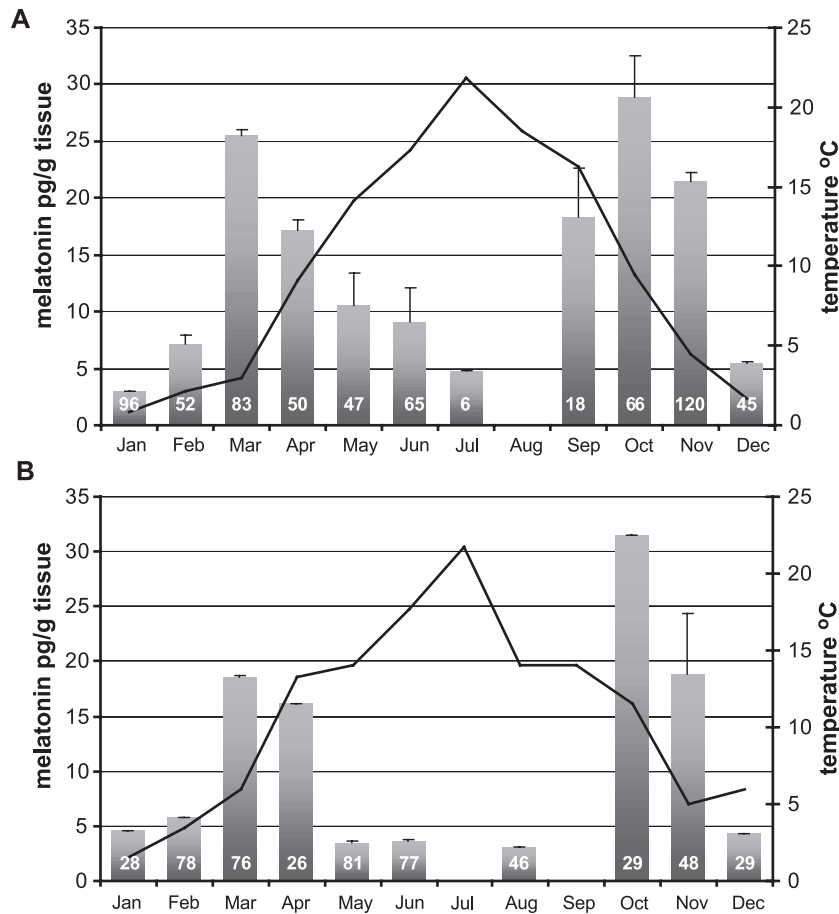 A
melatonin pg/g tissue
35
30
25
20
15
10
5
0
96 52 83 50 47 65 6 18 66 120 45
Jan Feb Mar Apr May Jun Jul Aug Sep Oct Nov Dec
25
20
15
10
5
0
temperature ºC
B
melatonin pg/g tissue
35
30
25
20
15
10
5
0
28 78 76 26 81 77 46 29 48 29
Jan Feb Mar Apr May Jun Jul Aug Sep Oct Nov Dec
25
20
15
10
5
0
temperature ºC